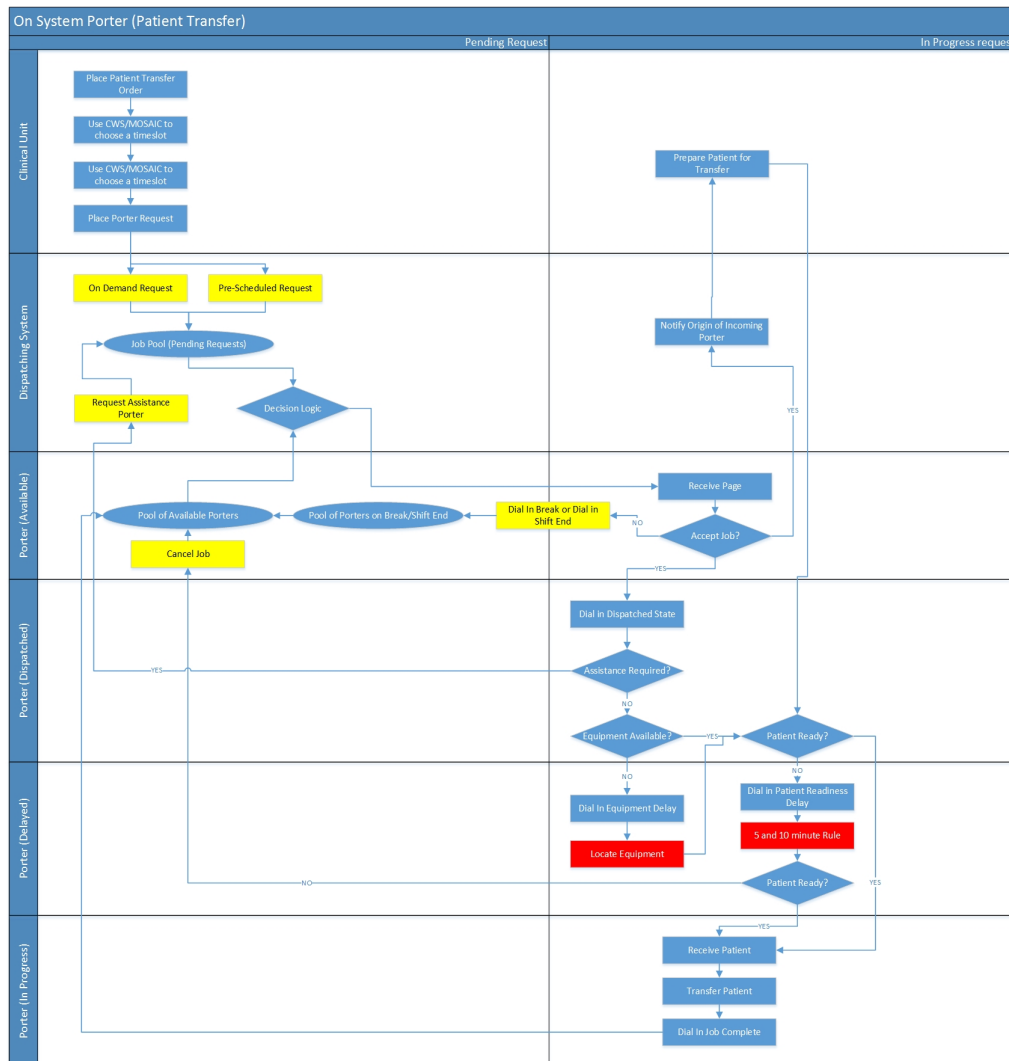 On System Porter (Patient Transfer)
Pending Request
In Progress reques
Clinical Unit
Place Patient Transfer
Order
Use CWS/MOSAIC to
choose a timeslot
Use CWS/MOSAIC to
choose a timeslot
Place Porter Request
Prepare Patient for
Transfer
Dispatching System
On Demand Request
Pre-Scheduled Request
Job Pool (Pending Requests)
Notify Origin of Incoming
Porter
Request Assistance
Porter
Decision Logic
YES
Porter (Available)
Receive Page
Pool of Available Porters
Pool of Porters on Break/Shift End
Dial In Break or Dial in
Shift End
NO
Accept Job?
Cancel Job
YES
Porter (Dispatched)
Dial in Dispatched State
YES
Assistance Required?
NO
Equipment Available?
YES
Patient Ready?
Porter (Delayed)
NO
NO
Dial In Equipment Delay
Dial in Patient Readiness
Delay
5 and 10 minute Rule
Locate Equipment
NO
Patient Ready?
YES
Porter (In Progress)
YES
Receive Patient
Transfer Patient
Dial In Job Complete